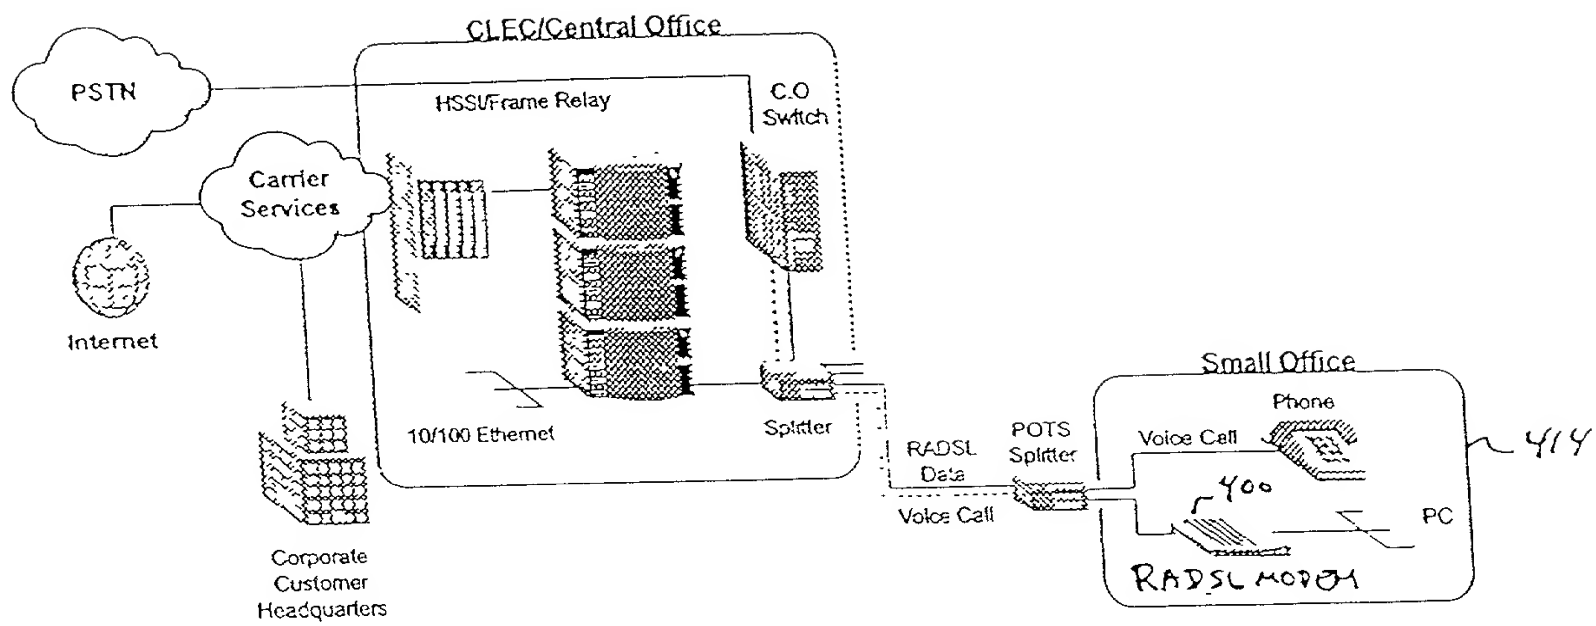 CLEC/Central Office
PSTN
HSSI/Frame Relay
C.O
Switch
Carrier
Services
Internet
10/100 Ethernet
Splitter
Corporate
Customer
Headquarters
RADSL
Data
Voice Call
POTS
Splitter
Small Office
Phone
Voice Call
414
400
PC
RADSL MODEM